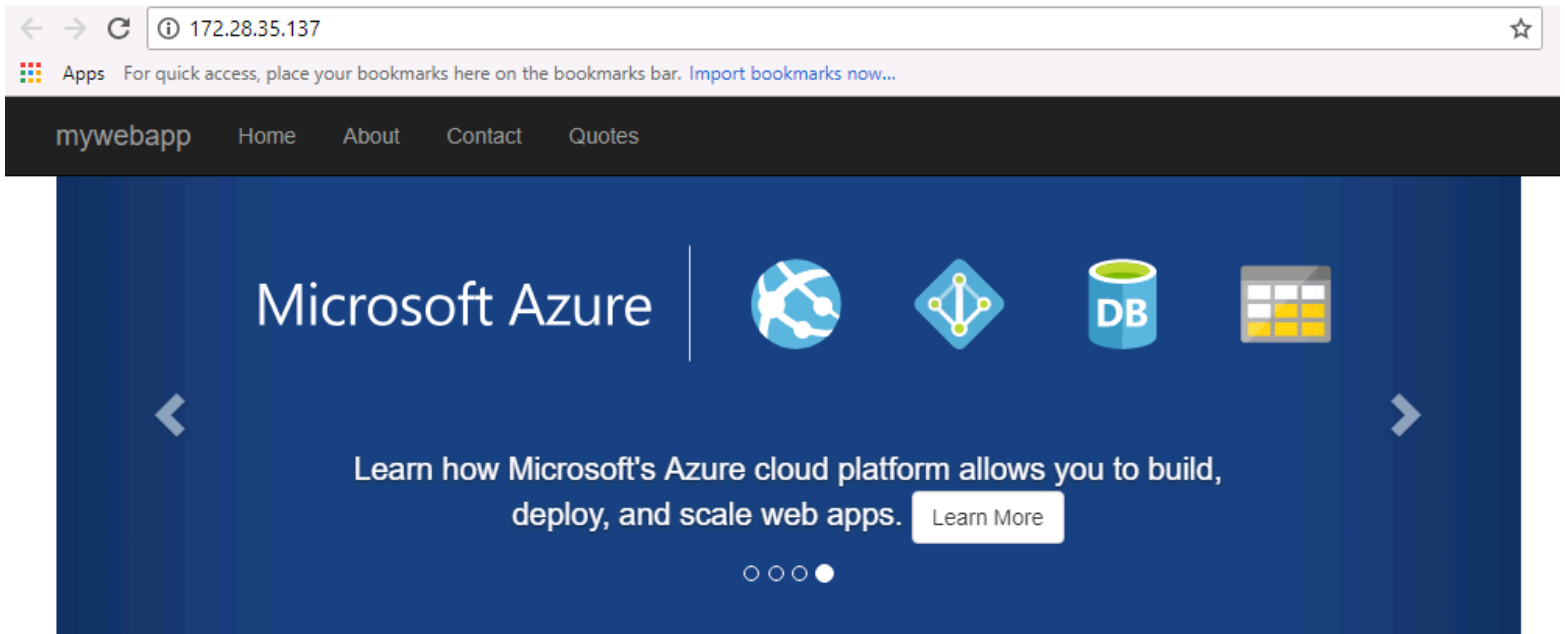 172.28.35.137
Apps For quick access, place your bookmarks here on the bookmarks bar. Import bookmarks now...
mywebapp Home About Contact Quotes
Microsoft Azure
DB
Learn how Microsoft's Azure cloud platform allows you to build,
deploy, and scale web apps. Learn More